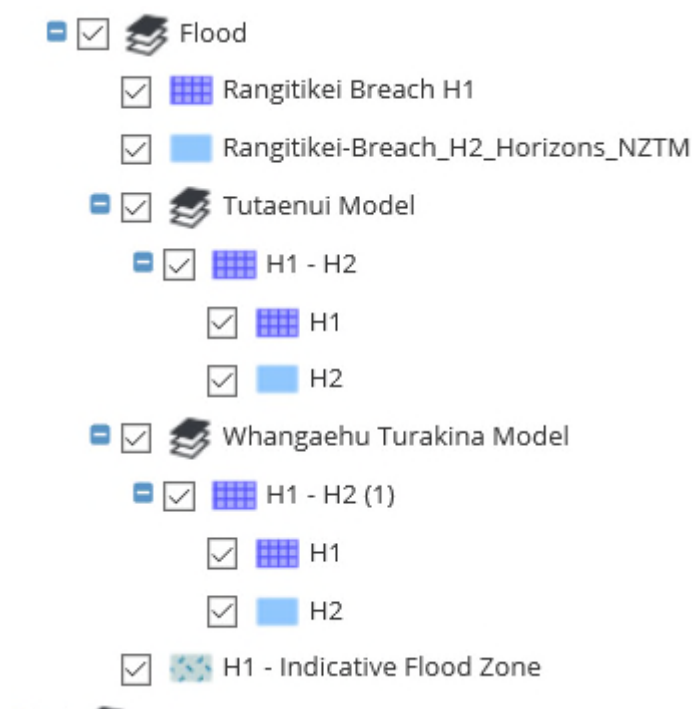 Flood
Rangitikei Breach H1
Rangitikei-Breach_H2_Horizons_NZTM
Tutaenui Model
H1 - H2
H1
H2
Whangaehu Turakina Model
H1 - H2 (1)
H1
H2
H1 - Indicative Flood Zone